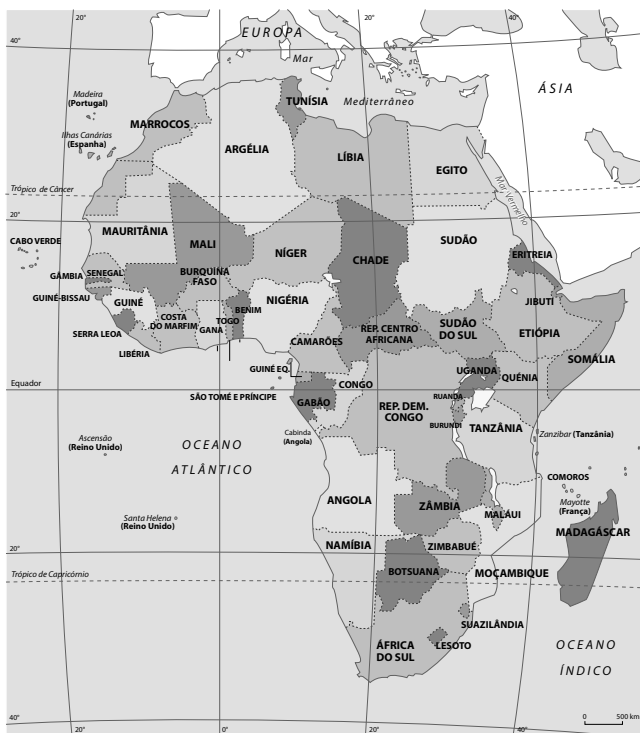 20°
20°
40°
EUROPA
40°
Mar
ÁSIA
Madeira
(Portugal)
TUNÍSIA
Mediterrâneo
MARROCOS
Ilhas Canárias
(Espanha)
ARGÉLIA
LÍBIA
EGITO
Trópico de Câncer
Mar Vermelho
20°
MAURITÂNIA
MALI
NÍGER
CHADE
SUDÃO
CABO VERDE
ERITREIA
GÂMBIA
SENEGAL
BURQUINA
FASO
GUINÉ-BISSAU
GUINÉ
NIGÉRIA
JIBUTÍ
BENIM
COSTA
DO MARFIM
TOGO
GANA
SERRA LEOA
LIBÉRIA
CAMARÕES
REP. CENTRO
AFRICANA
SUDÃO
DO SUL
ETIÓPIA
SOMÁLIA
GUINÉ EQ.
UGANDA
QUÉNIA
Equador
CONGO
SÃO TOMÉ E PRÍNCIPE
GABÃO
REP. DEM.
CONGO
RUANDA
BURUNDI
TANZÂNIA
Cabinda
(Angola)
Zanzibar (Tanzânia)
Ascensão
(Reino Unido)
OCEANO
ATLÂNTICO
COMOROS
Mayotte
(França)
ANGOLA
ZÂMBIA
MALÁUI
Santa Helena
(Reino Unido)
MADAGÁSCAR
NAMÍBIA
ZIMBABUÉ
20°
Trópico de Capricórnio
BOTSUANA
MOÇAMBIQUE
SUAZILÂNDIA
ÁFRICA
DO SUL
LESOTO
OCEANO
ÍNDICO
40°
20°
0°
20°
40°
0 500 km